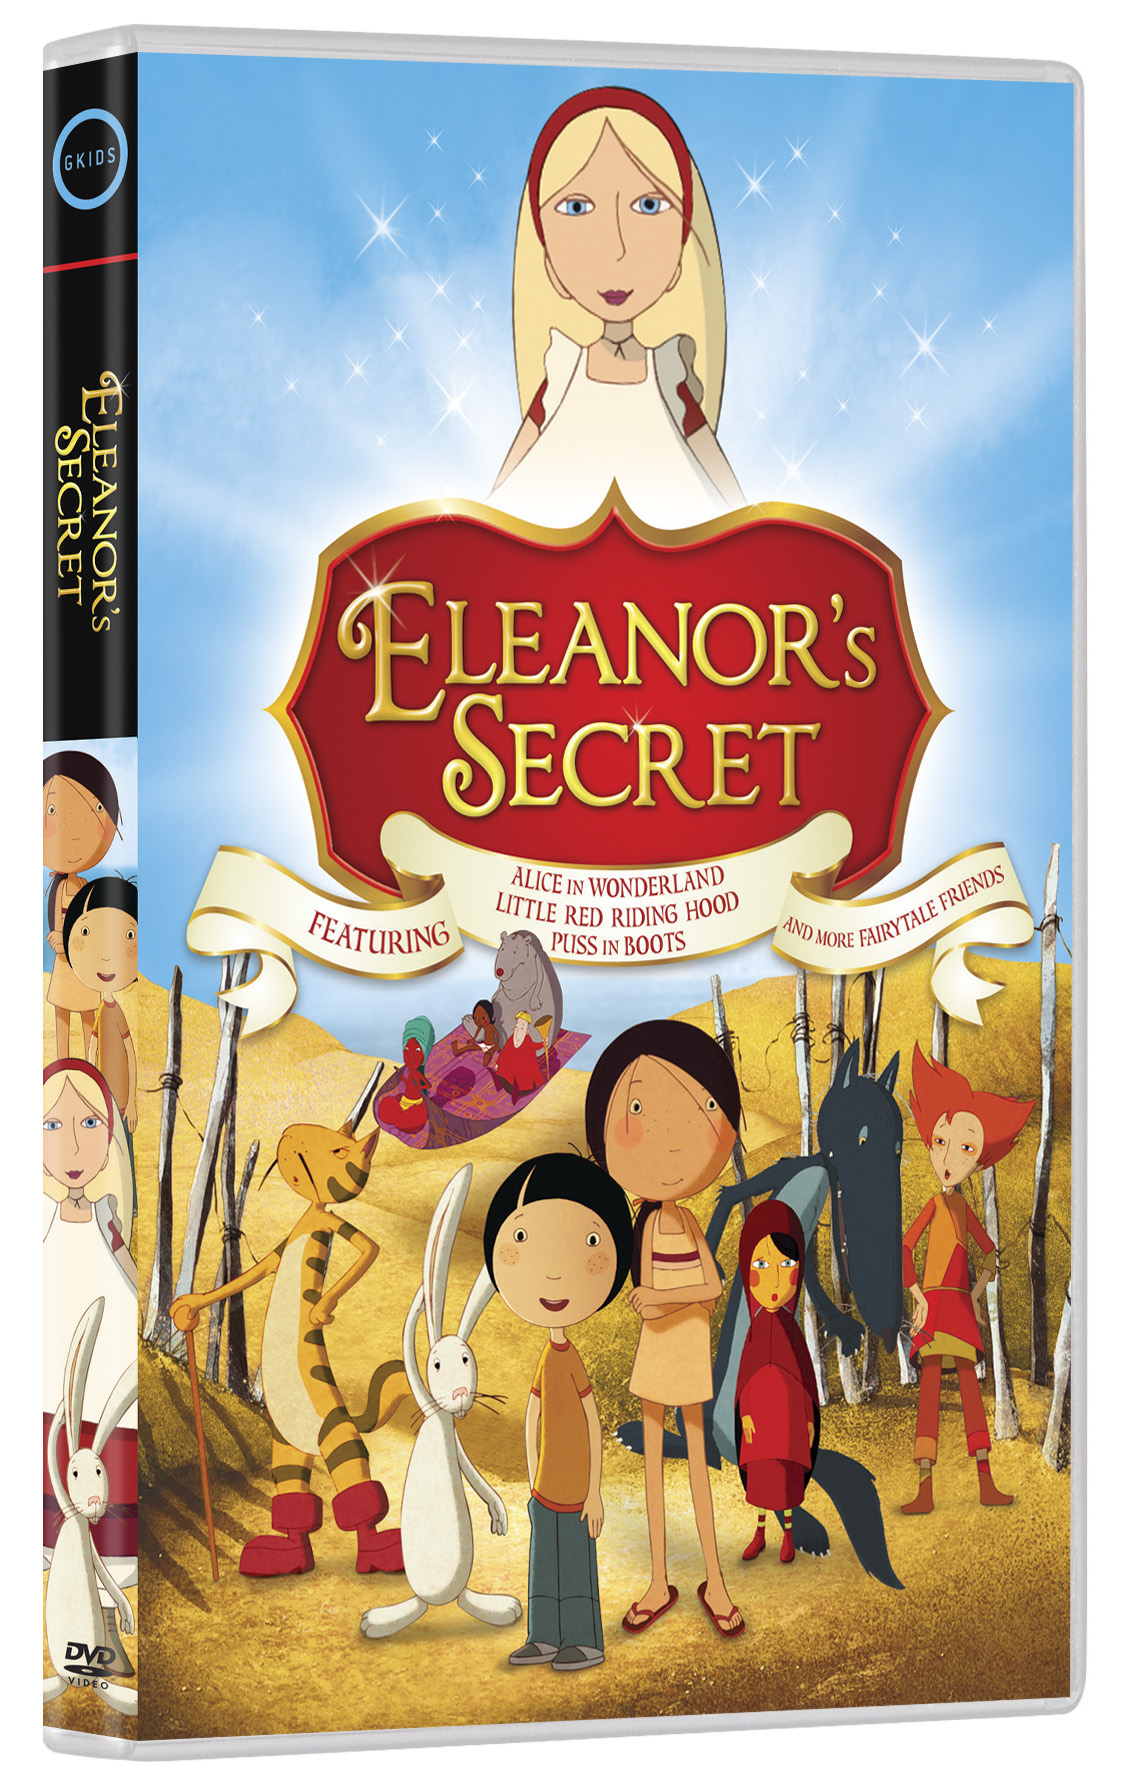 GKIDS
ELEANOR'S
SECRET
DVD
VIDEO
ELEANOR'S
SECRET
FEATURING
ALICE IN WONDERLAND
LITTLE RED RIDING HOOD
PUSS IN BOOTS
AND MORE FAIRYTALE FRIENDS